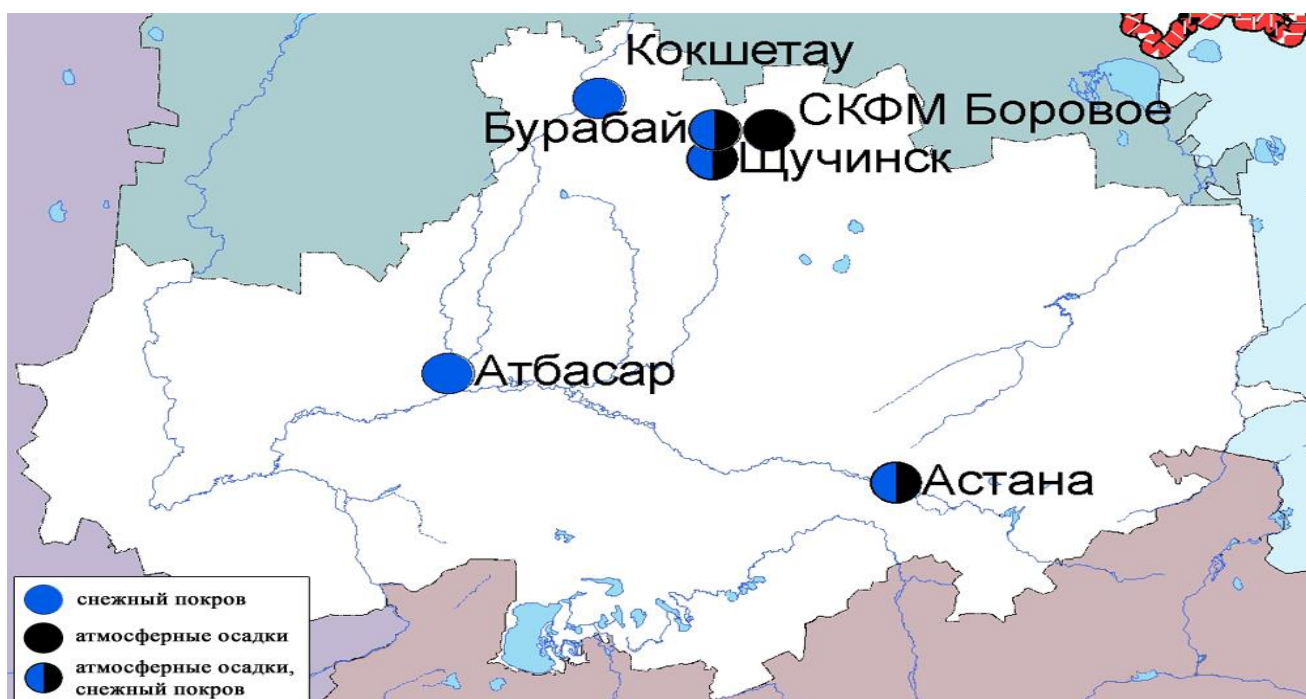 Кокшетау
СКФМ Боровое
Бурабай
Щучинск
Атбасар
Астана
снежный покров
атмосферные осадки
атмосферные осадки,
снежный покров